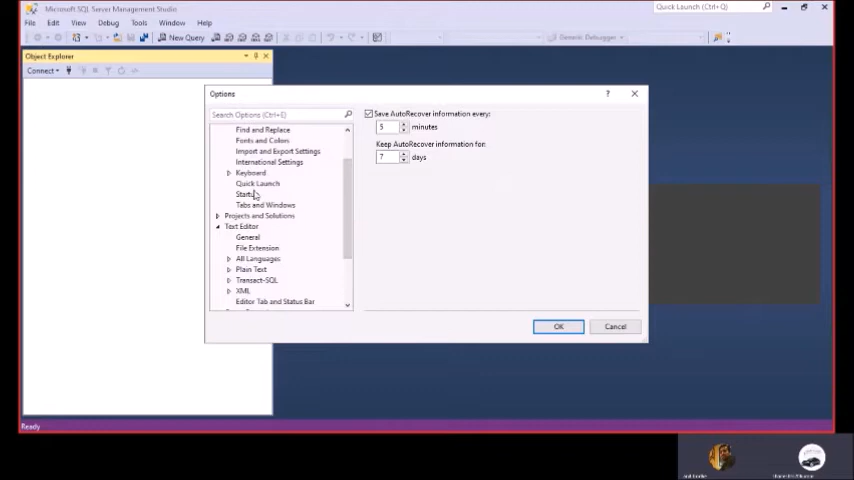 Microsoft SQL Server Management Studio
Quick Launch (Ctrl+Q)
File Edit View Debug Tools Window Help
New Query
Generic Debugger
Object Explorer
Connect
Options
Search Options (Ctrl+E)
Find and Replace
Fonts and Colors
Import and Export Settings
International Settings
Keyboard
Quick Launch
Startu
Tabs and Windows
Projects and Solutions
Text Editor
General
File Extension
All Languages
Plain Text
Transact-SQL
XML
Editor Tab and Status Bar
Save AutoRecover information every:
5 minutes
Keep AutoRecover information for:
7 days
OK
Cancel
Ready